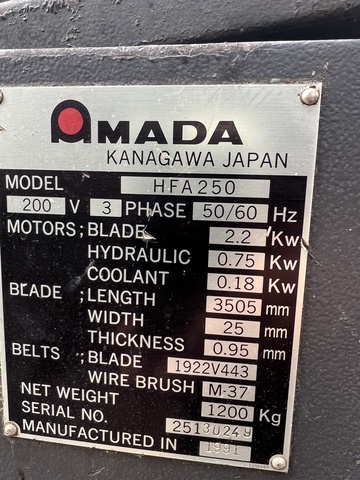 AMADA
KANAGAWA JAPAN
MODEL HFA250
200 V 3 PHASE 50/60 Hz
MOTORS; BLADE 2.2 Kw
HYDRAULIC 0.75 Kw
COOLANT 0.18 Kw
BLADE ; LENGTH 3505 mm
WIDTH 25 mm
THICKNESS 0.95 mm
BELTS ; BLADE 1922V443
WIRE BRUSH M-37
NET WEIGHT 1200 Kg
SERIAL NO. 25130249
MANUFACTURED IN 1991